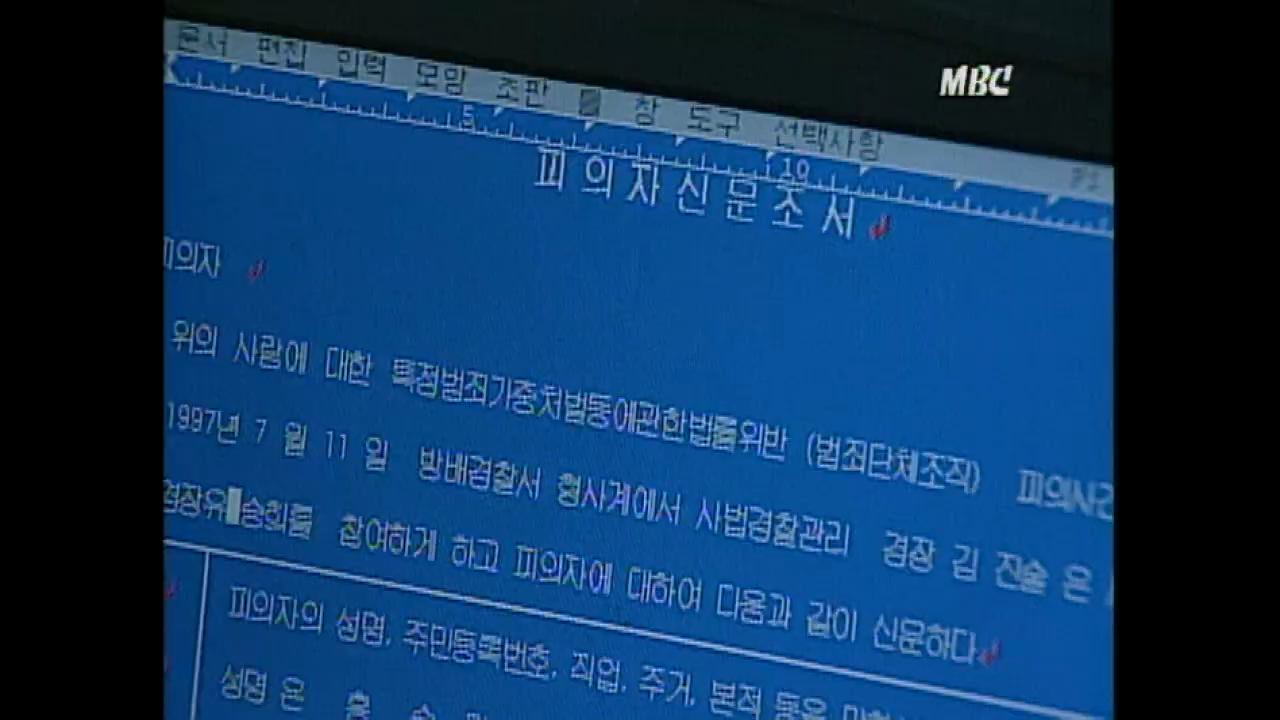 MBC
문서 편집 입력 모양 조판 표 창 도구 선택사항
5 10
피의자신문조서
피의자
위의 사람에 대한 특정범죄가중처벌등에관한법률위반 (범죄단체조직) 피의사건
1997년 7 월 11 일 방배경찰서 형사계에서 사법경찰관리 경장 김 진술 은
경장유 승희를 참여하게 하고 피의자에 대하여 다음과 같이 신문하다
피의자의 성명, 주민등록번호, 직업, 주거, 본적 등을
성명 은